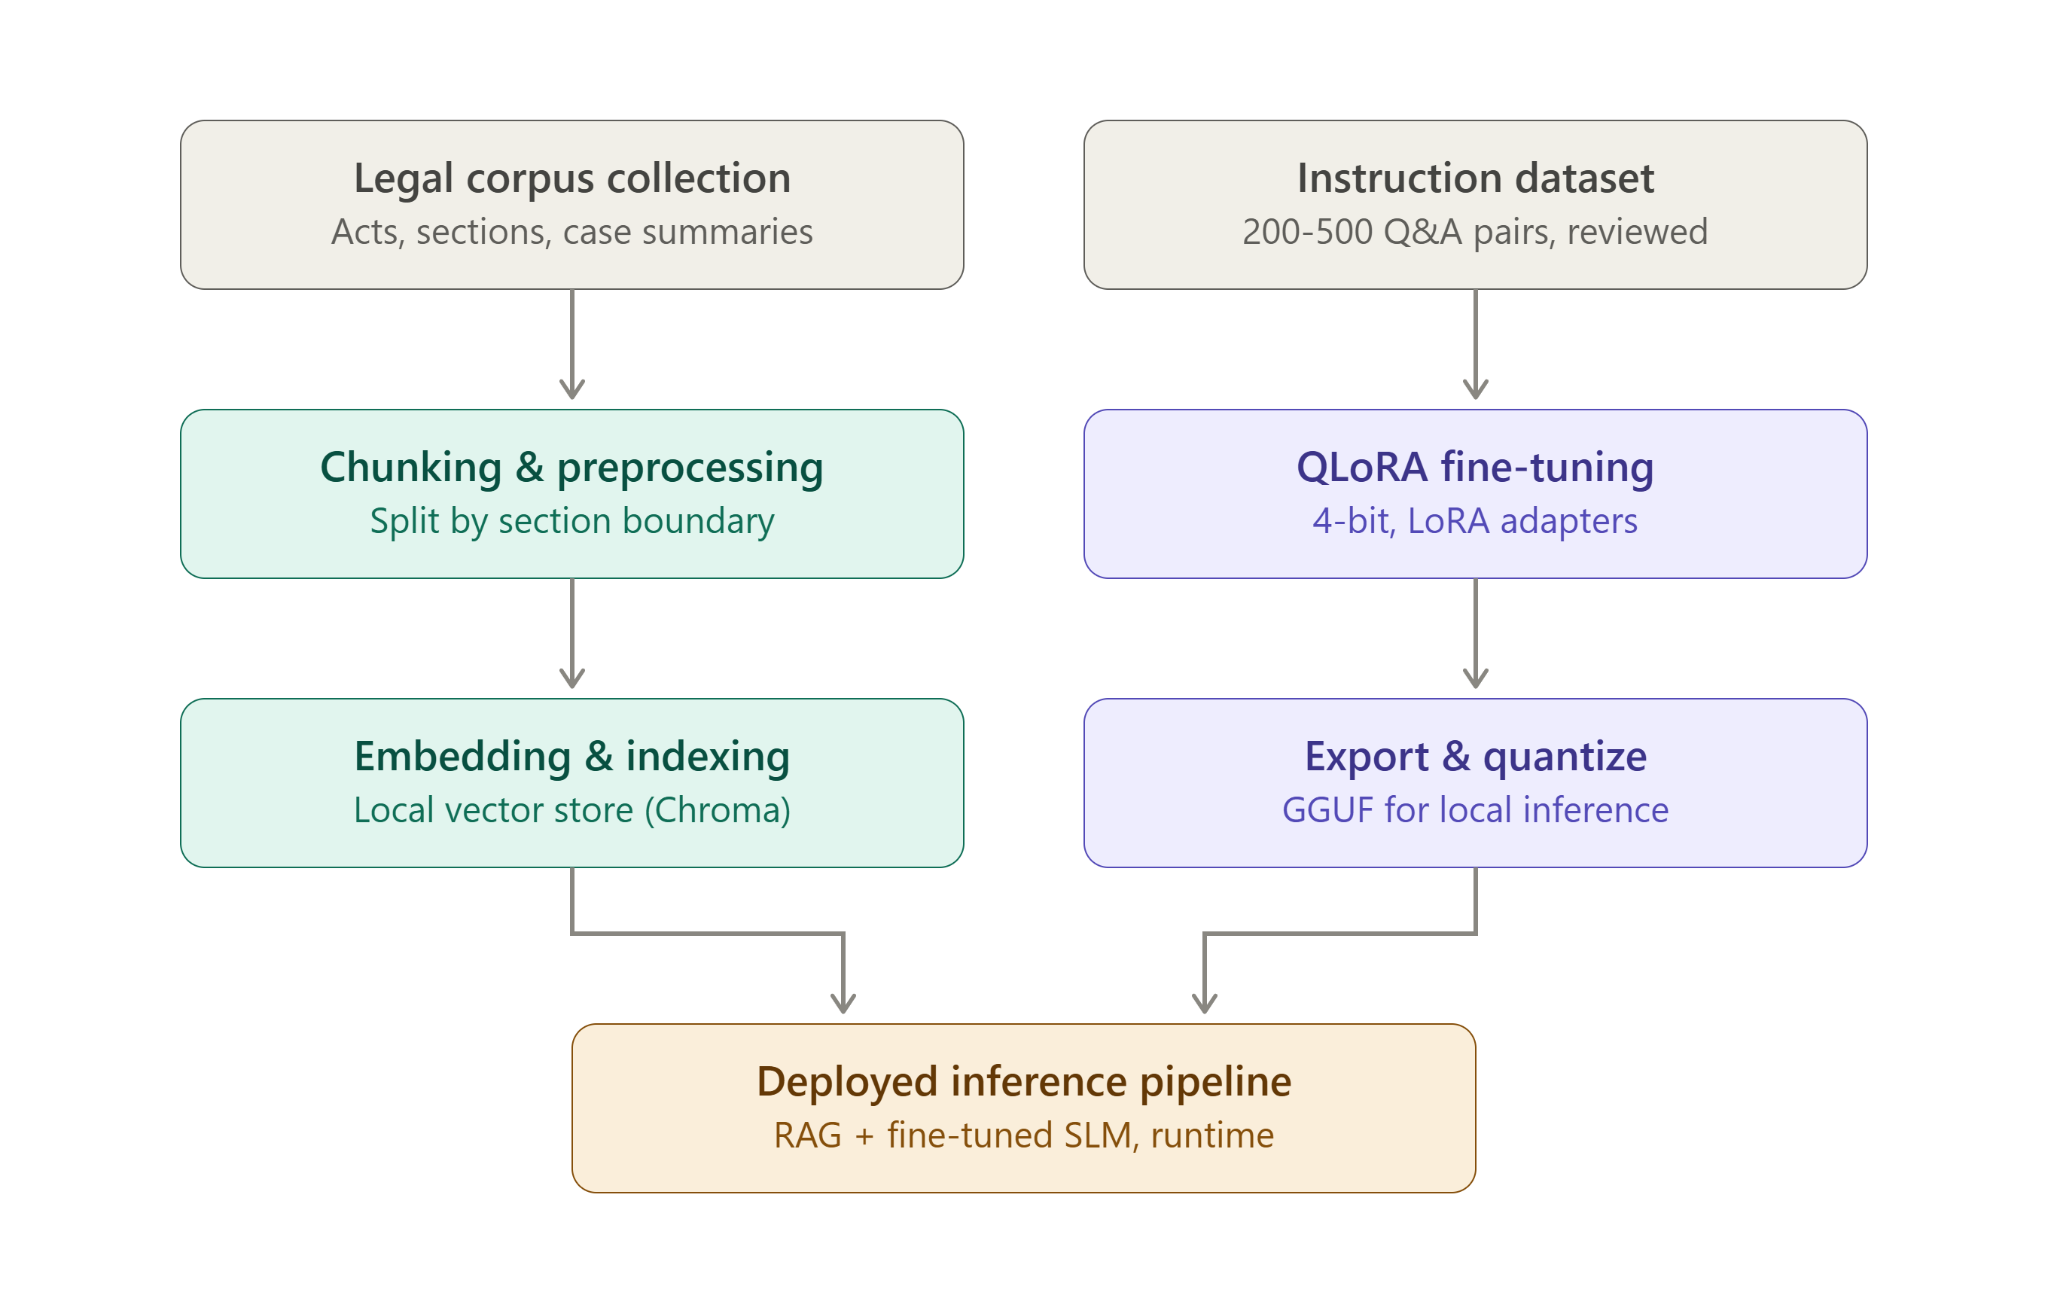 Legal corpus collection
Acts, sections, case summaries
Instruction dataset
200-500 Q&A pairs, reviewed
Chunking & preprocessing
Split by section boundary
QLoRA fine-tuning
4-bit, LoRA adapters
Embedding & indexing
Local vector store (Chroma)
Export & quantize
GGUF for local inference
Deployed inference pipeline
RAG + fine-tuned SLM, runtime